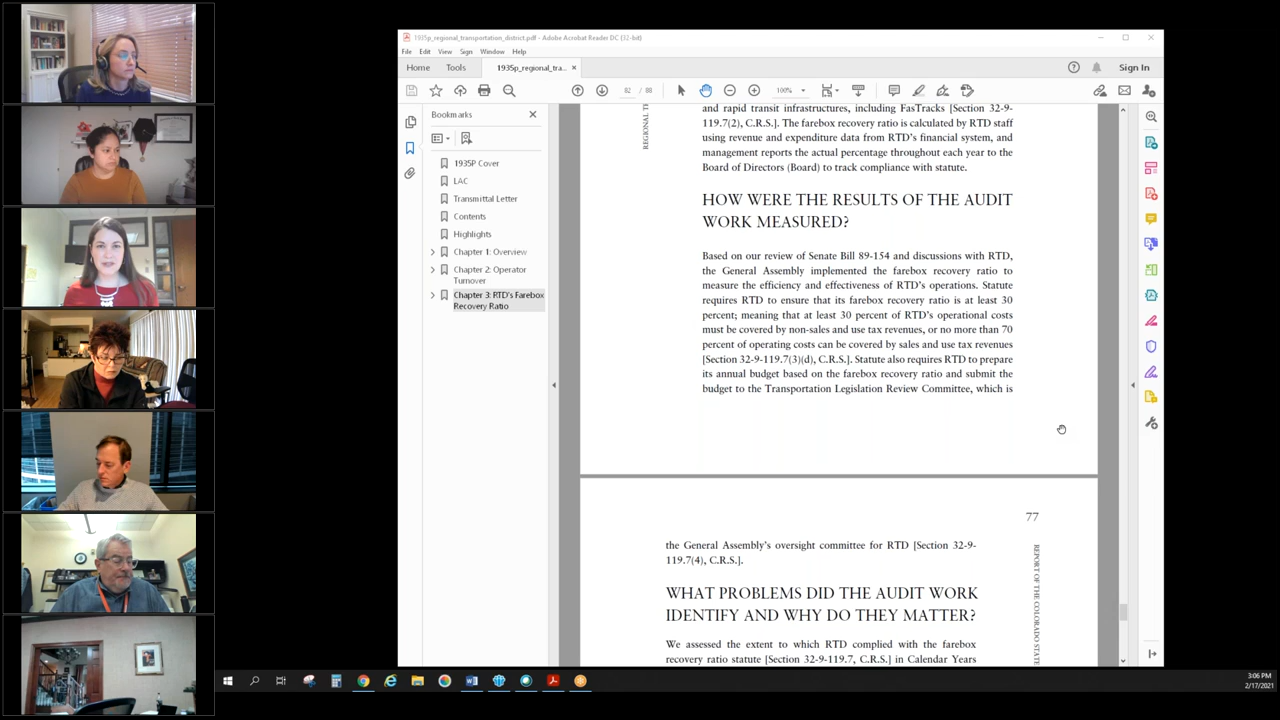 1935p_regional_transportation_district.pdf - Adobe Acrobat Reader DC (32-bit)
File Edit View Sign Window Help
Home Tools 1935p_regional_tra... × Sign In
82 / 88 100%
Bookmarks
1935P Cover
LAC
Transmittal Letter
Contents
Highlights
Chapter 1: Overview
Chapter 2: Operator
Turnover
Chapter 3: RTD's Farebox
Recovery Ratio
REGIONAL T
and rapid transit infrastructures, including FasTracks [Section 32-9-
119.7(2), C.R.S.]. The farebox recovery ratio is calculated by RTD staff
using revenue and expenditure data from RTD's financial system, and
management reports the actual percentage throughout each year to the
Board of Directors (Board) to track compliance with statute.
HOW WERE THE RESULTS OF THE AUDIT
WORK MEASURED?
Based on our review of Senate Bill 89-154 and discussions with RTD,
the General Assembly implemented the farebox recovery ratio to
measure the efficiency and effectiveness of RTD's operations. Statute
requires RTD to ensure that its farebox recovery ratio is at least 30
percent; meaning that at least 30 percent of RTD's operational costs
must be covered by non-sales and use tax revenues, or no more than 70
percent of operating costs can be covered by sales and use tax revenues
[Section 32-9-119.7(3)(d), C.R.S.]. Statute also requires RTD to prepare
its annual budget based on the farebox recovery ratio and submit the
budget to the Transportation Legislation Review Committee, which is
77
the General Assembly's oversight committee for RTD [Section 32-9-
119.7(4), C.R.S.].
REPORT OF THE COLORADO STATE
WHAT PROBLEMS DID THE AUDIT WORK
IDENTIFY AND WHY DO THEY MATTER?
We assessed the extent to which RTD complied with the farebox
recovery ratio statute [Section 32-9-119.7, C.R.S.] in Calendar Years
3:06 PM
2/17/2021